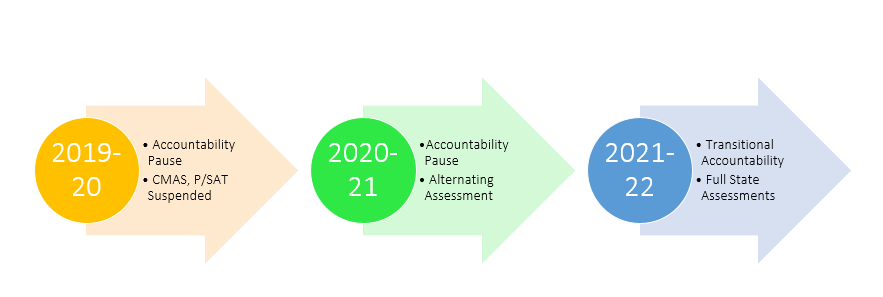 2019-
20
• Accountability
Pause
• CMAS, P/SAT
Suspended
2020-
21
•Accountability
Pause
• Alternating
Assessment
2021-
22
• Transitional
Accountability
• Full State
Assessments